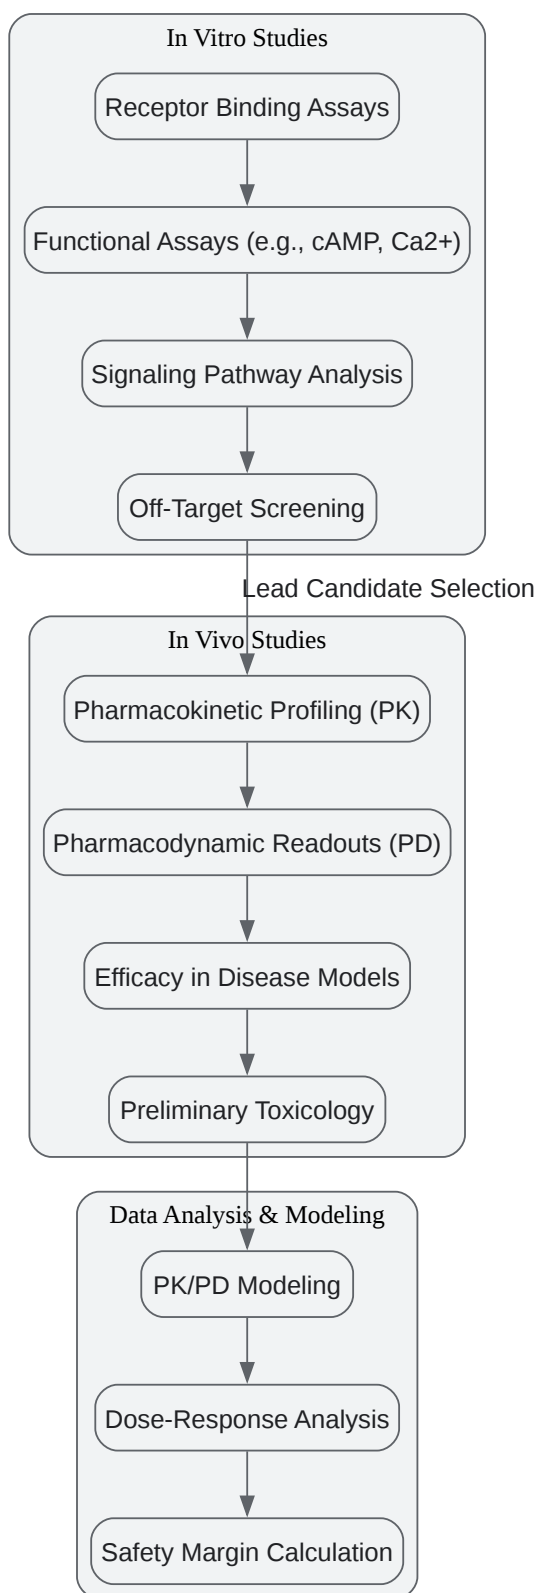 In Vitro Studies
Receptor Binding Assays
Functional Assays (e.g., cAMP, Ca2+)
Signaling Pathway Analysis
Off-Target Screening
Lead Candidate Selection
In Vivo Studies
Pharmacokinetic Profiling (PK)
Pharmacodynamic Readouts (PD)
Efficacy in Disease Models
Preliminary Toxicology
Data Analysis & Modeling
PK/PD Modeling
Dose-Response Analysis
Safety Margin Calculation